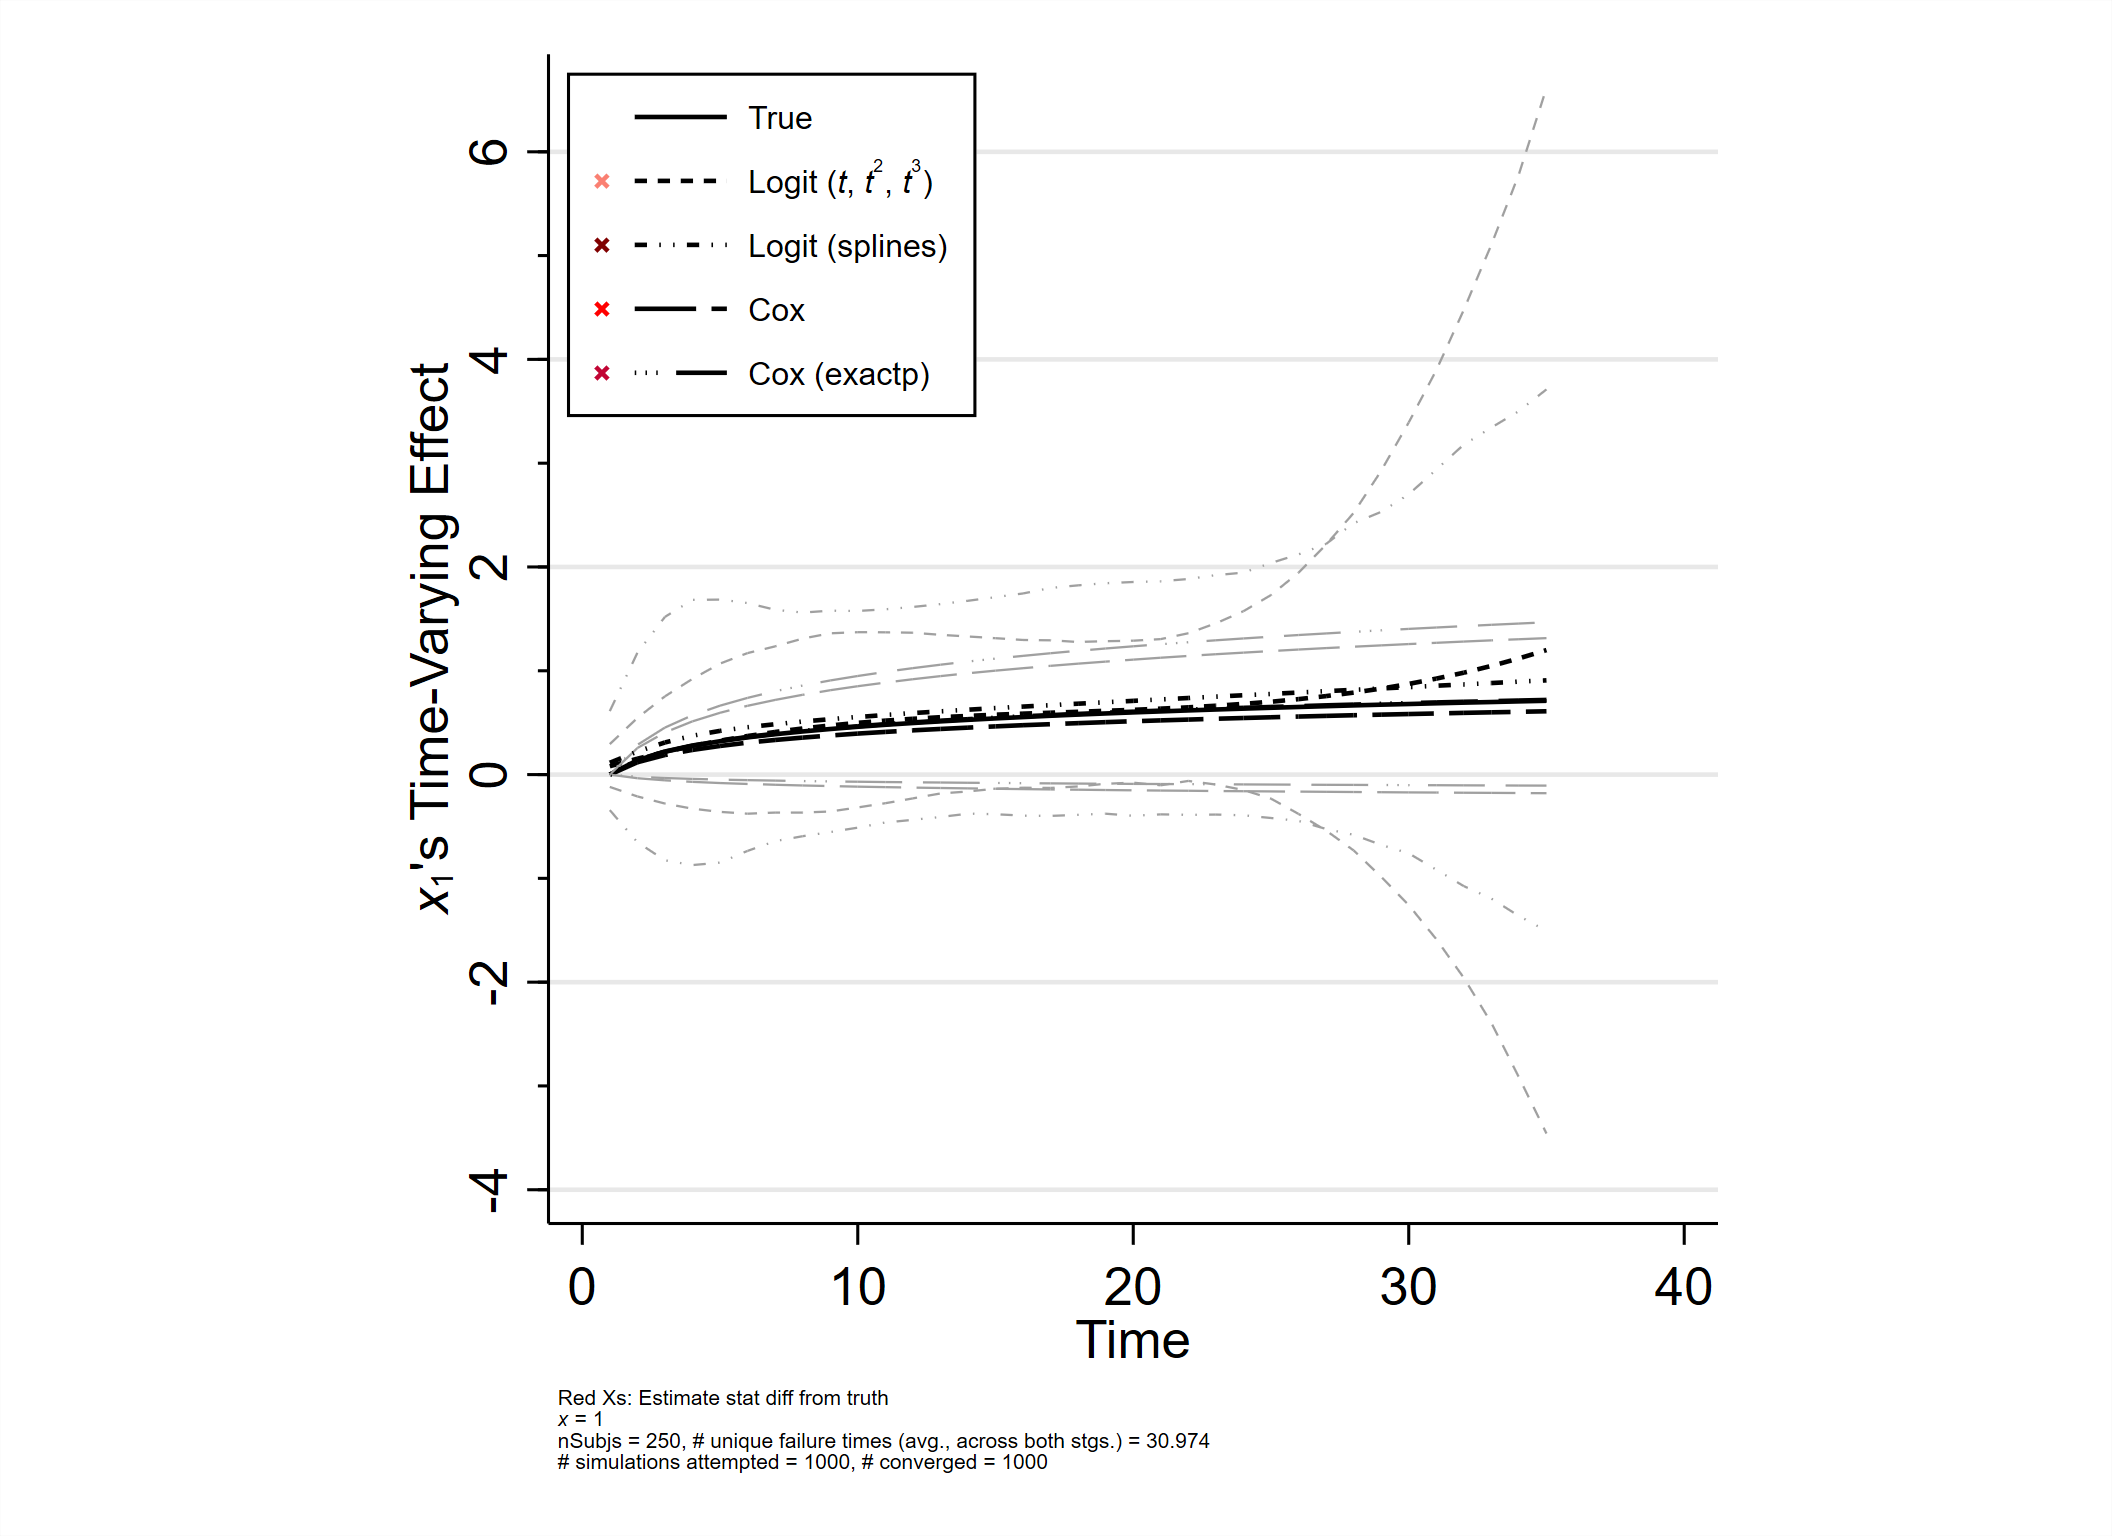 True
Logit (t, t², t³)
Logit (splines)
Cox
Cox (exactp)
x₁'s Time-Varying Effect
6
4
2
0
-2
-4
0 10 20 30 40
Time
Red Xs: Estimate stat diff from truth
x = 1
nSubjs = 250, # unique failure times (avg., across both stgs.) = 30.974
# simulations attempted = 1000, # converged = 1000